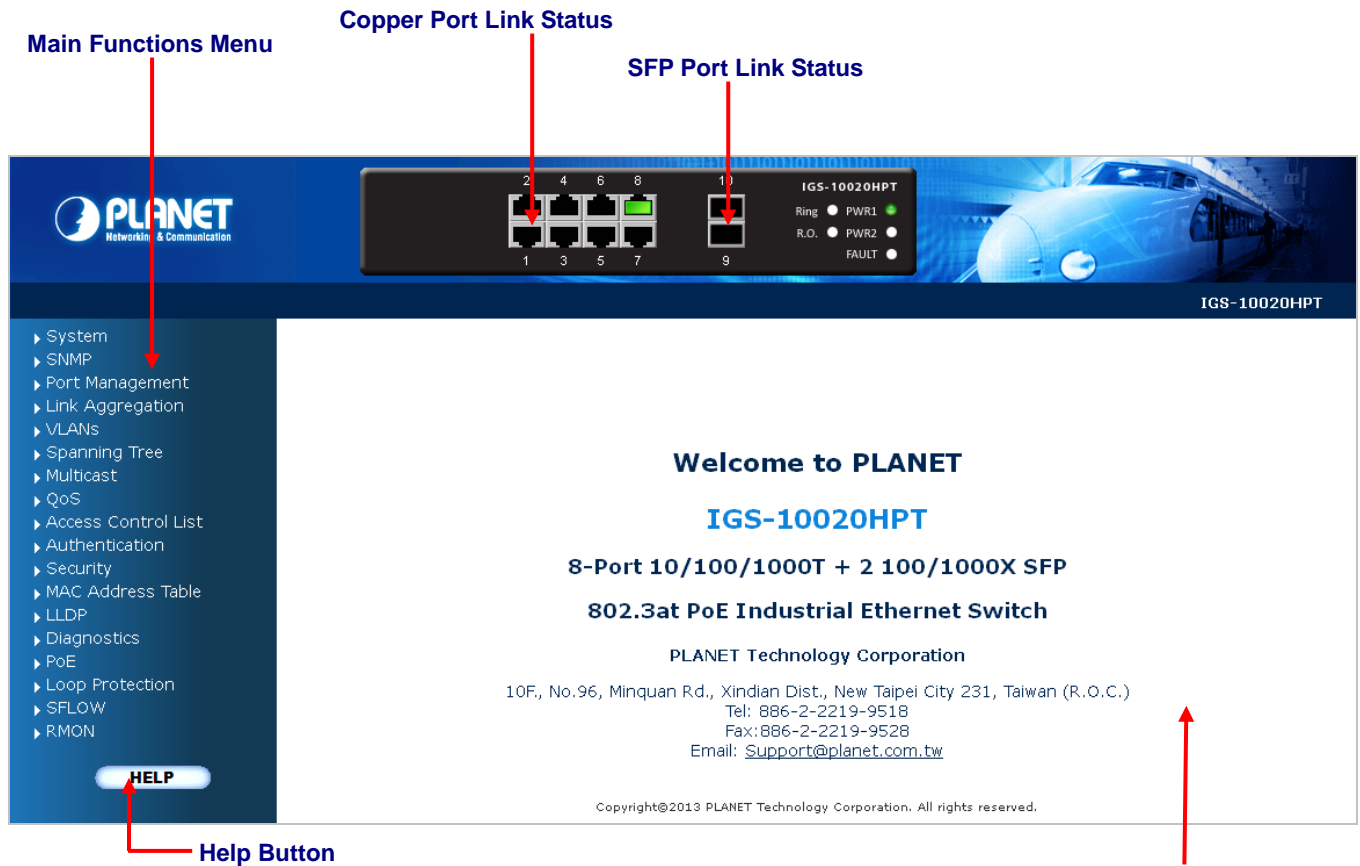 Copper Port Link Status
Main Functions Menu
SFP Port Link Status
PLANET
Networking & Communication
2 4 6 8 10
1 3 5 7 9
IGS-10020HPT
Ring PWR1
R.O. PWR2
FAULT
IGS-10020HPT
System
SNMP
Port Management
Link Aggregation
VLANs
Spanning Tree
Multicast
QoS
Access Control List
Authentication
Security
MAC Address Table
LLDP
Diagnostics
PoE
Loop Protection
SFLOW
RMON
HELP
Welcome to PLANET
IGS-10020HPT
8-Port 10/100/1000T + 2 100/1000X SFP
802.3at PoE Industrial Ethernet Switch
PLANET Technology Corporation
10F., No.96, Minquan Rd., Xindian Dist., New Taipei City 231, Taiwan (R.O.C.)
Tel: 886-2-2219-9518
Fax:886-2-2219-9528
Email: Support@planet.com.tw
Copyright@2013 PLANET Technology Corporation. All rights reserved.
Help Button